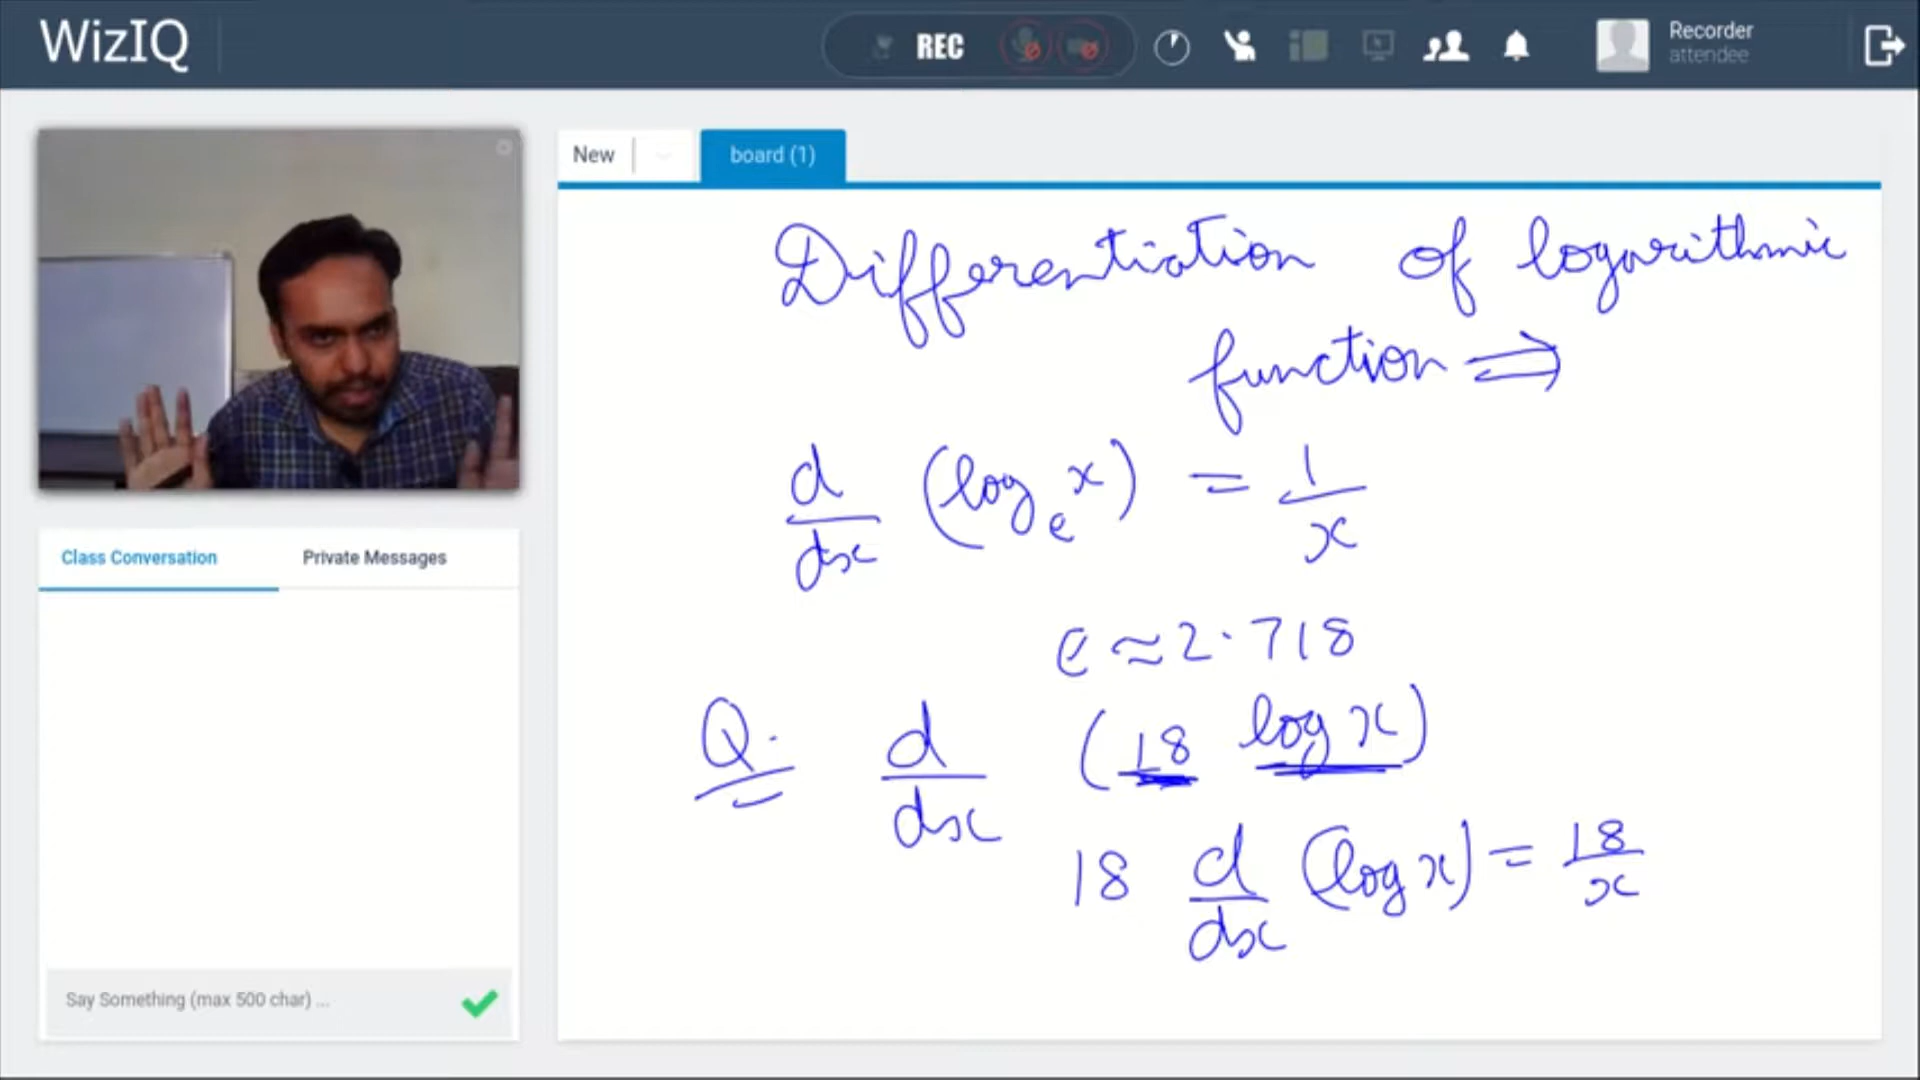 WizIQ
REC
Recorder
attendee
New
board (1)
Differentiation of logarithmic
function ⇒
d/dx (logₑ x) = 1/x
e ≈ 2.718
Q. d/dx (18 log x)
18 d/dx (log x) = 18/x
Class Conversation
Private Messages
Say Something (max 500 char) ...